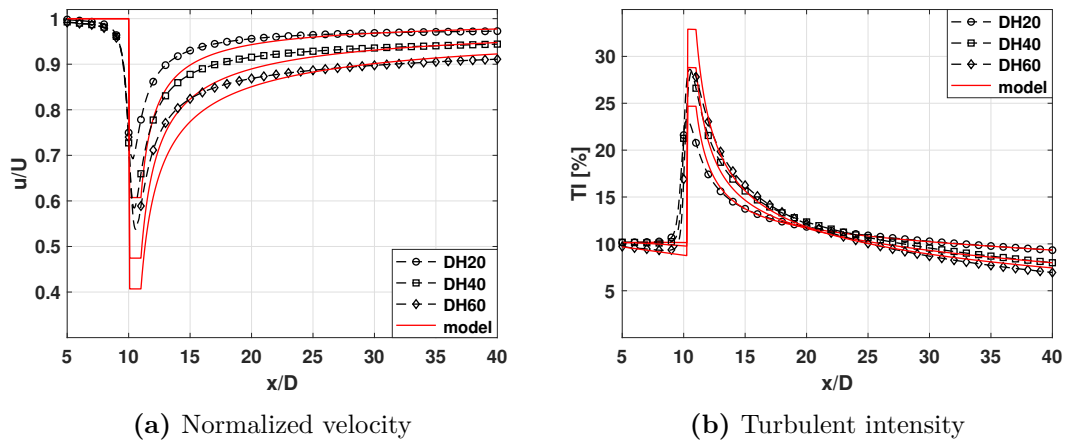 1
0.9
0.8
0.7
0.6
0.5
0.4
u/U
5 10 15 20 25 30 35 40
x/D
DH20
DH40
DH60
model
(a) Normalized velocity
35
30
25
20
15
10
5
TI [%]
5 10 15 20 25 30 35 40
x/D
DH20
DH40
DH60
model
(b) Turbulent intensity